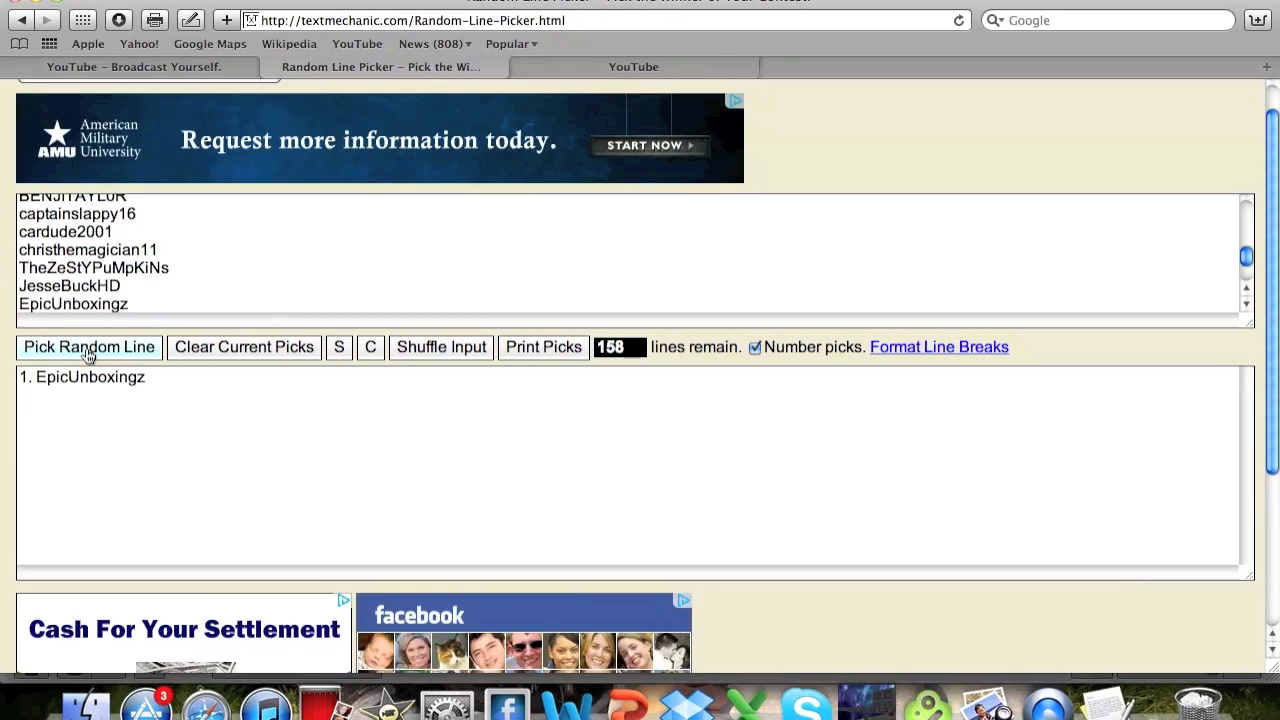 http://textmechanic.com/Random-Line-Picker.html
Google
Apple Yahoo! Google Maps Wikipedia YouTube News (808) Popular
YouTube - Broadcast Yourself. Random Line Picker - Pick the Wi... YouTube
American
Military
AMU University
Request more information today.
START NOW
BENJITAYLOR
captainslappy16
cardude2001
christhemagician11
TheZeStYPuMpKiNs
JesseBuckHD
EpicUnboxingz
Pick Random Line Clear Current Picks S C Shuffle Input Print Picks 158 lines remain. Number picks. Format Line Breaks
1. EpicUnboxingz
Cash For Your Settlement
facebook
3